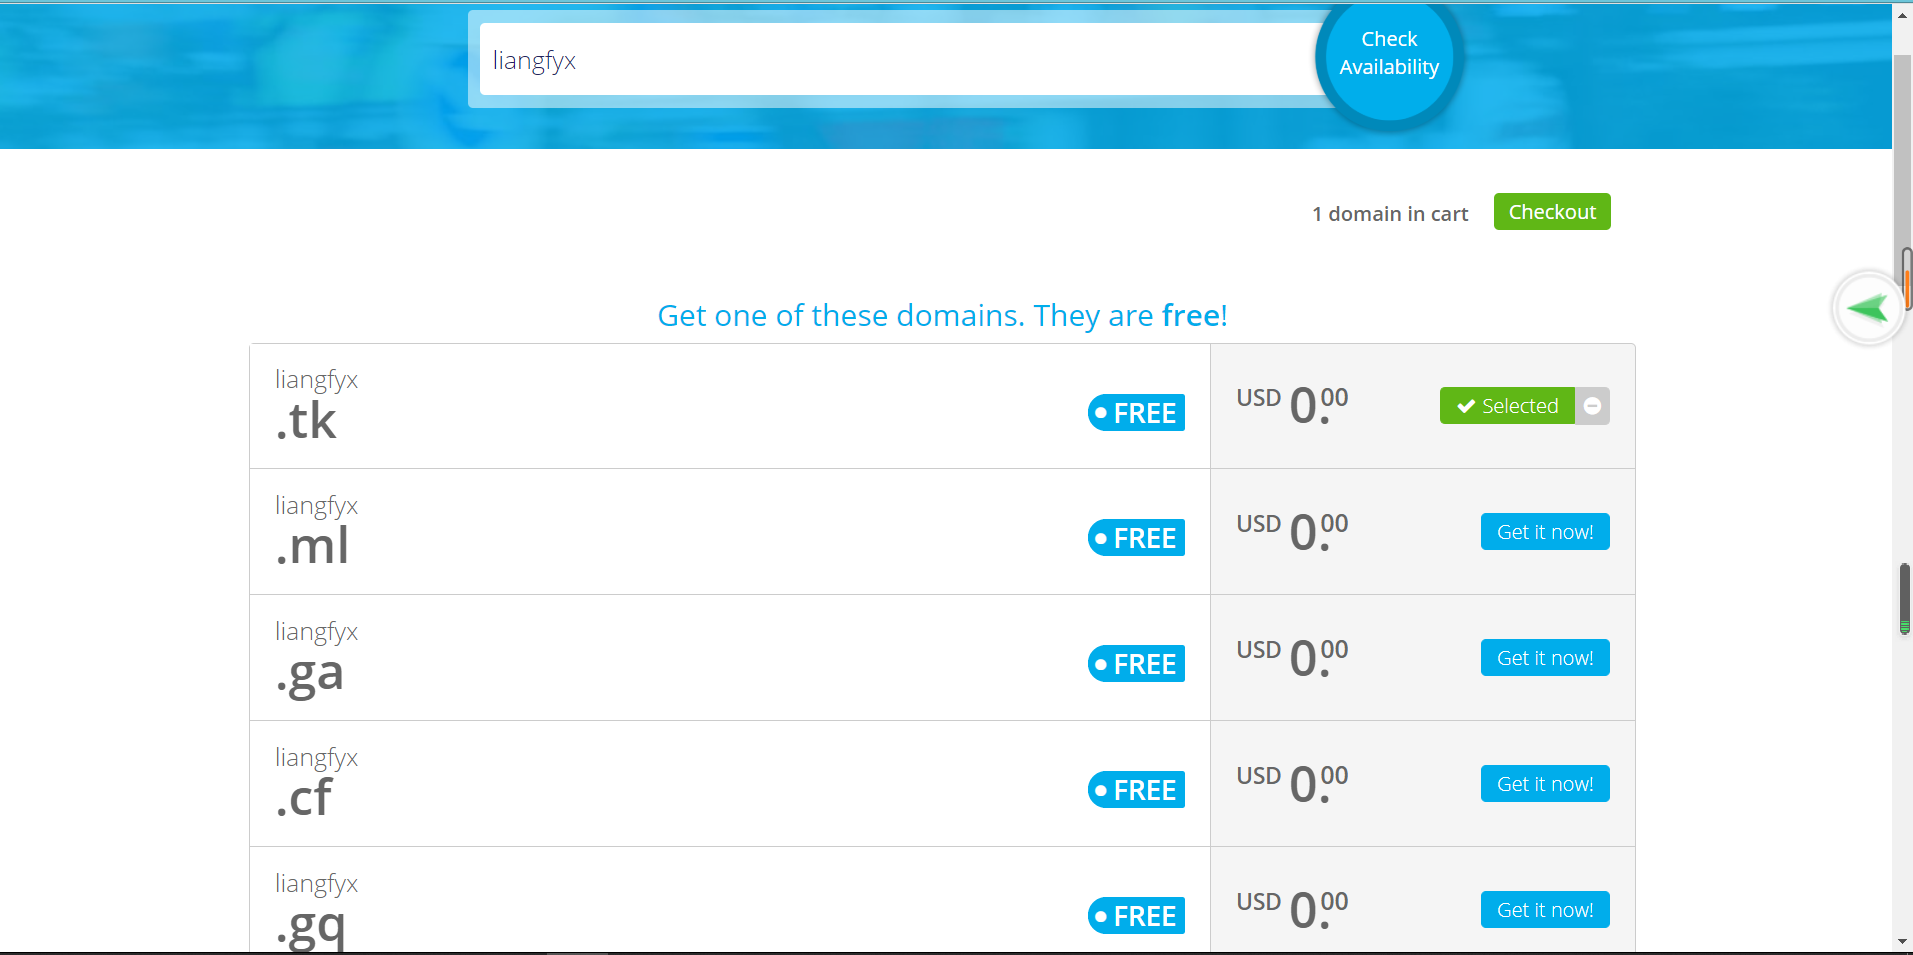 liangfyx
Check
Availability
1 domain in cart
Checkout
Get one of these domains. They are free!
liangfyx
.tk
FREE
USD 0.00
Selected
liangfyx
.ml
FREE
USD 0.00
Get it now!
liangfyx
.ga
FREE
USD 0.00
Get it now!
liangfyx
.cf
FREE
USD 0.00
Get it now!
liangfyx
.gq
FREE
USD 0.00
Get it now!